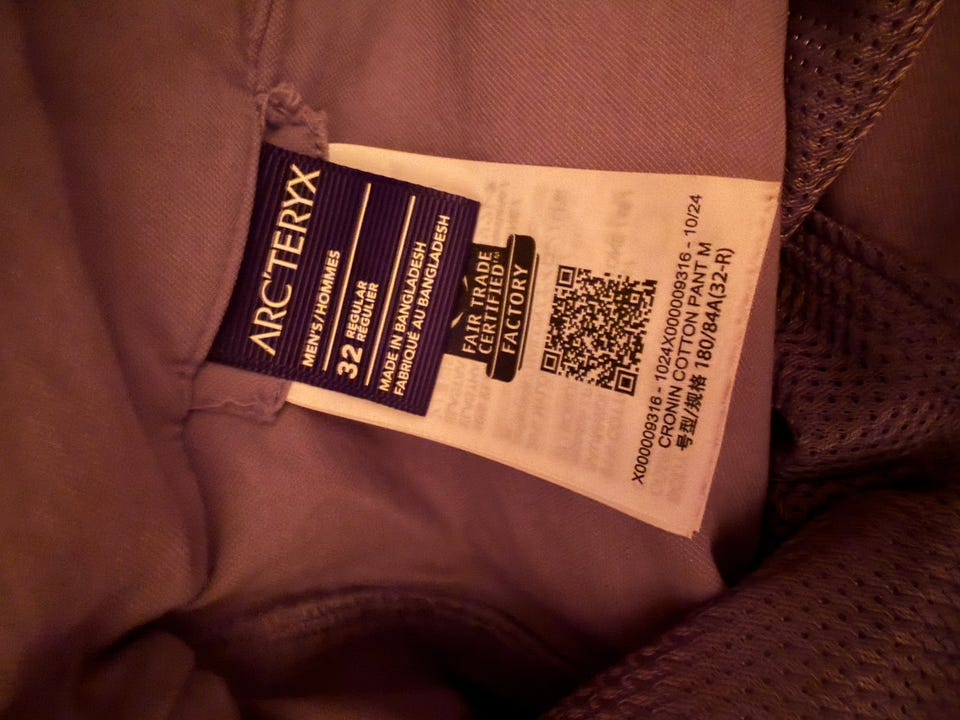 ARC'TERYX
MEN'S/HOMMES
32 REGULAR
RÉGULIER
MADE IN BANGLADESH
FABRIQUÉ AU BANGLADESH
FAIR TRADE
CERTIFIED™
FACTORY
X000009316 - 1024X000009316 - 10/24
CRONIN COTTON PANT M
号型/规格 180/84A(32-R)